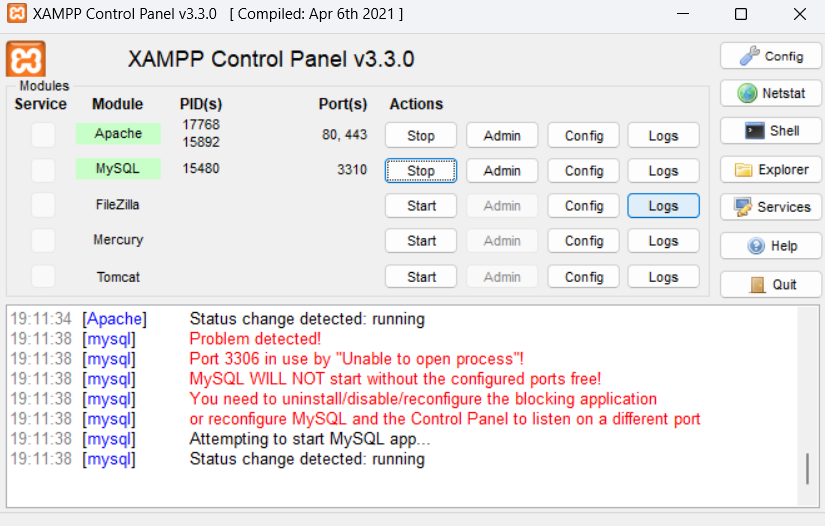 XAMPP Control Panel v3.3.0 [ Compiled: Apr 6th 2021 ]
XAMPP Control Panel v3.3.0
Config
Modules
Service Module PID(s) Port(s) Actions
Netstat
Apache 17768 15892 80, 443 Stop Admin Config Logs
Shell
MySQL 15480 3310 Stop Admin Config Logs
Explorer
FileZilla Start Admin Config Logs
Services
Mercury Start Admin Config Logs
Help
Tomcat Start Admin Config Logs
Quit
19:11:34 [Apache] Status change detected: running
19:11:38 [mysql] Problem detected!
19:11:38 [mysql] Port 3306 in use by "Unable to open process"!
19:11:38 [mysql] MySQL WILL NOT start without the configured ports free!
19:11:38 [mysql] You need to uninstall/disable/reconfigure the blocking application
19:11:38 [mysql] or reconfigure MySQL and the Control Panel to listen on a different port
19:11:38 [mysql] Attempting to start MySQL app...
19:11:38 [mysql] Status change detected: running